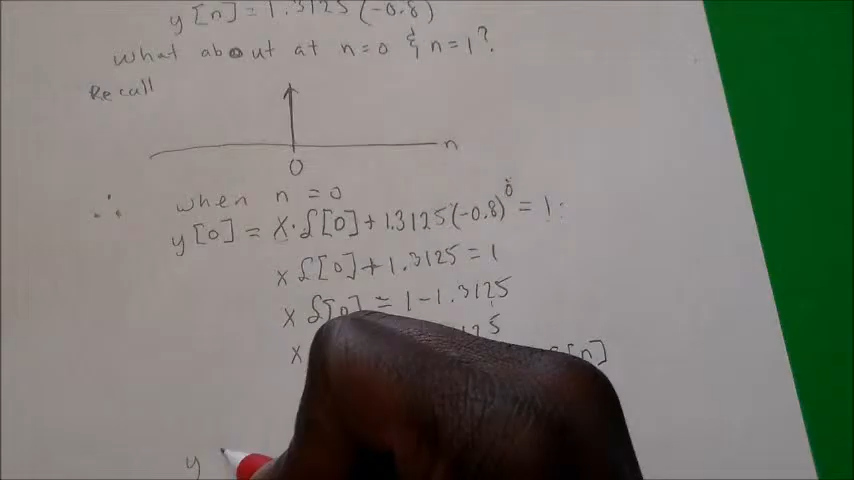 y[n] = 1.3125(-0.8)
What about at n=0 & n=1?
Recall
n
0
∴ when n = 0
y[0] = X·δ[0] + 1.3125(-0.8)^0 = 1:
x δ[0] + 1.3125 = 1
x δ[0] = 1 - 1.3125
x
[n]
y